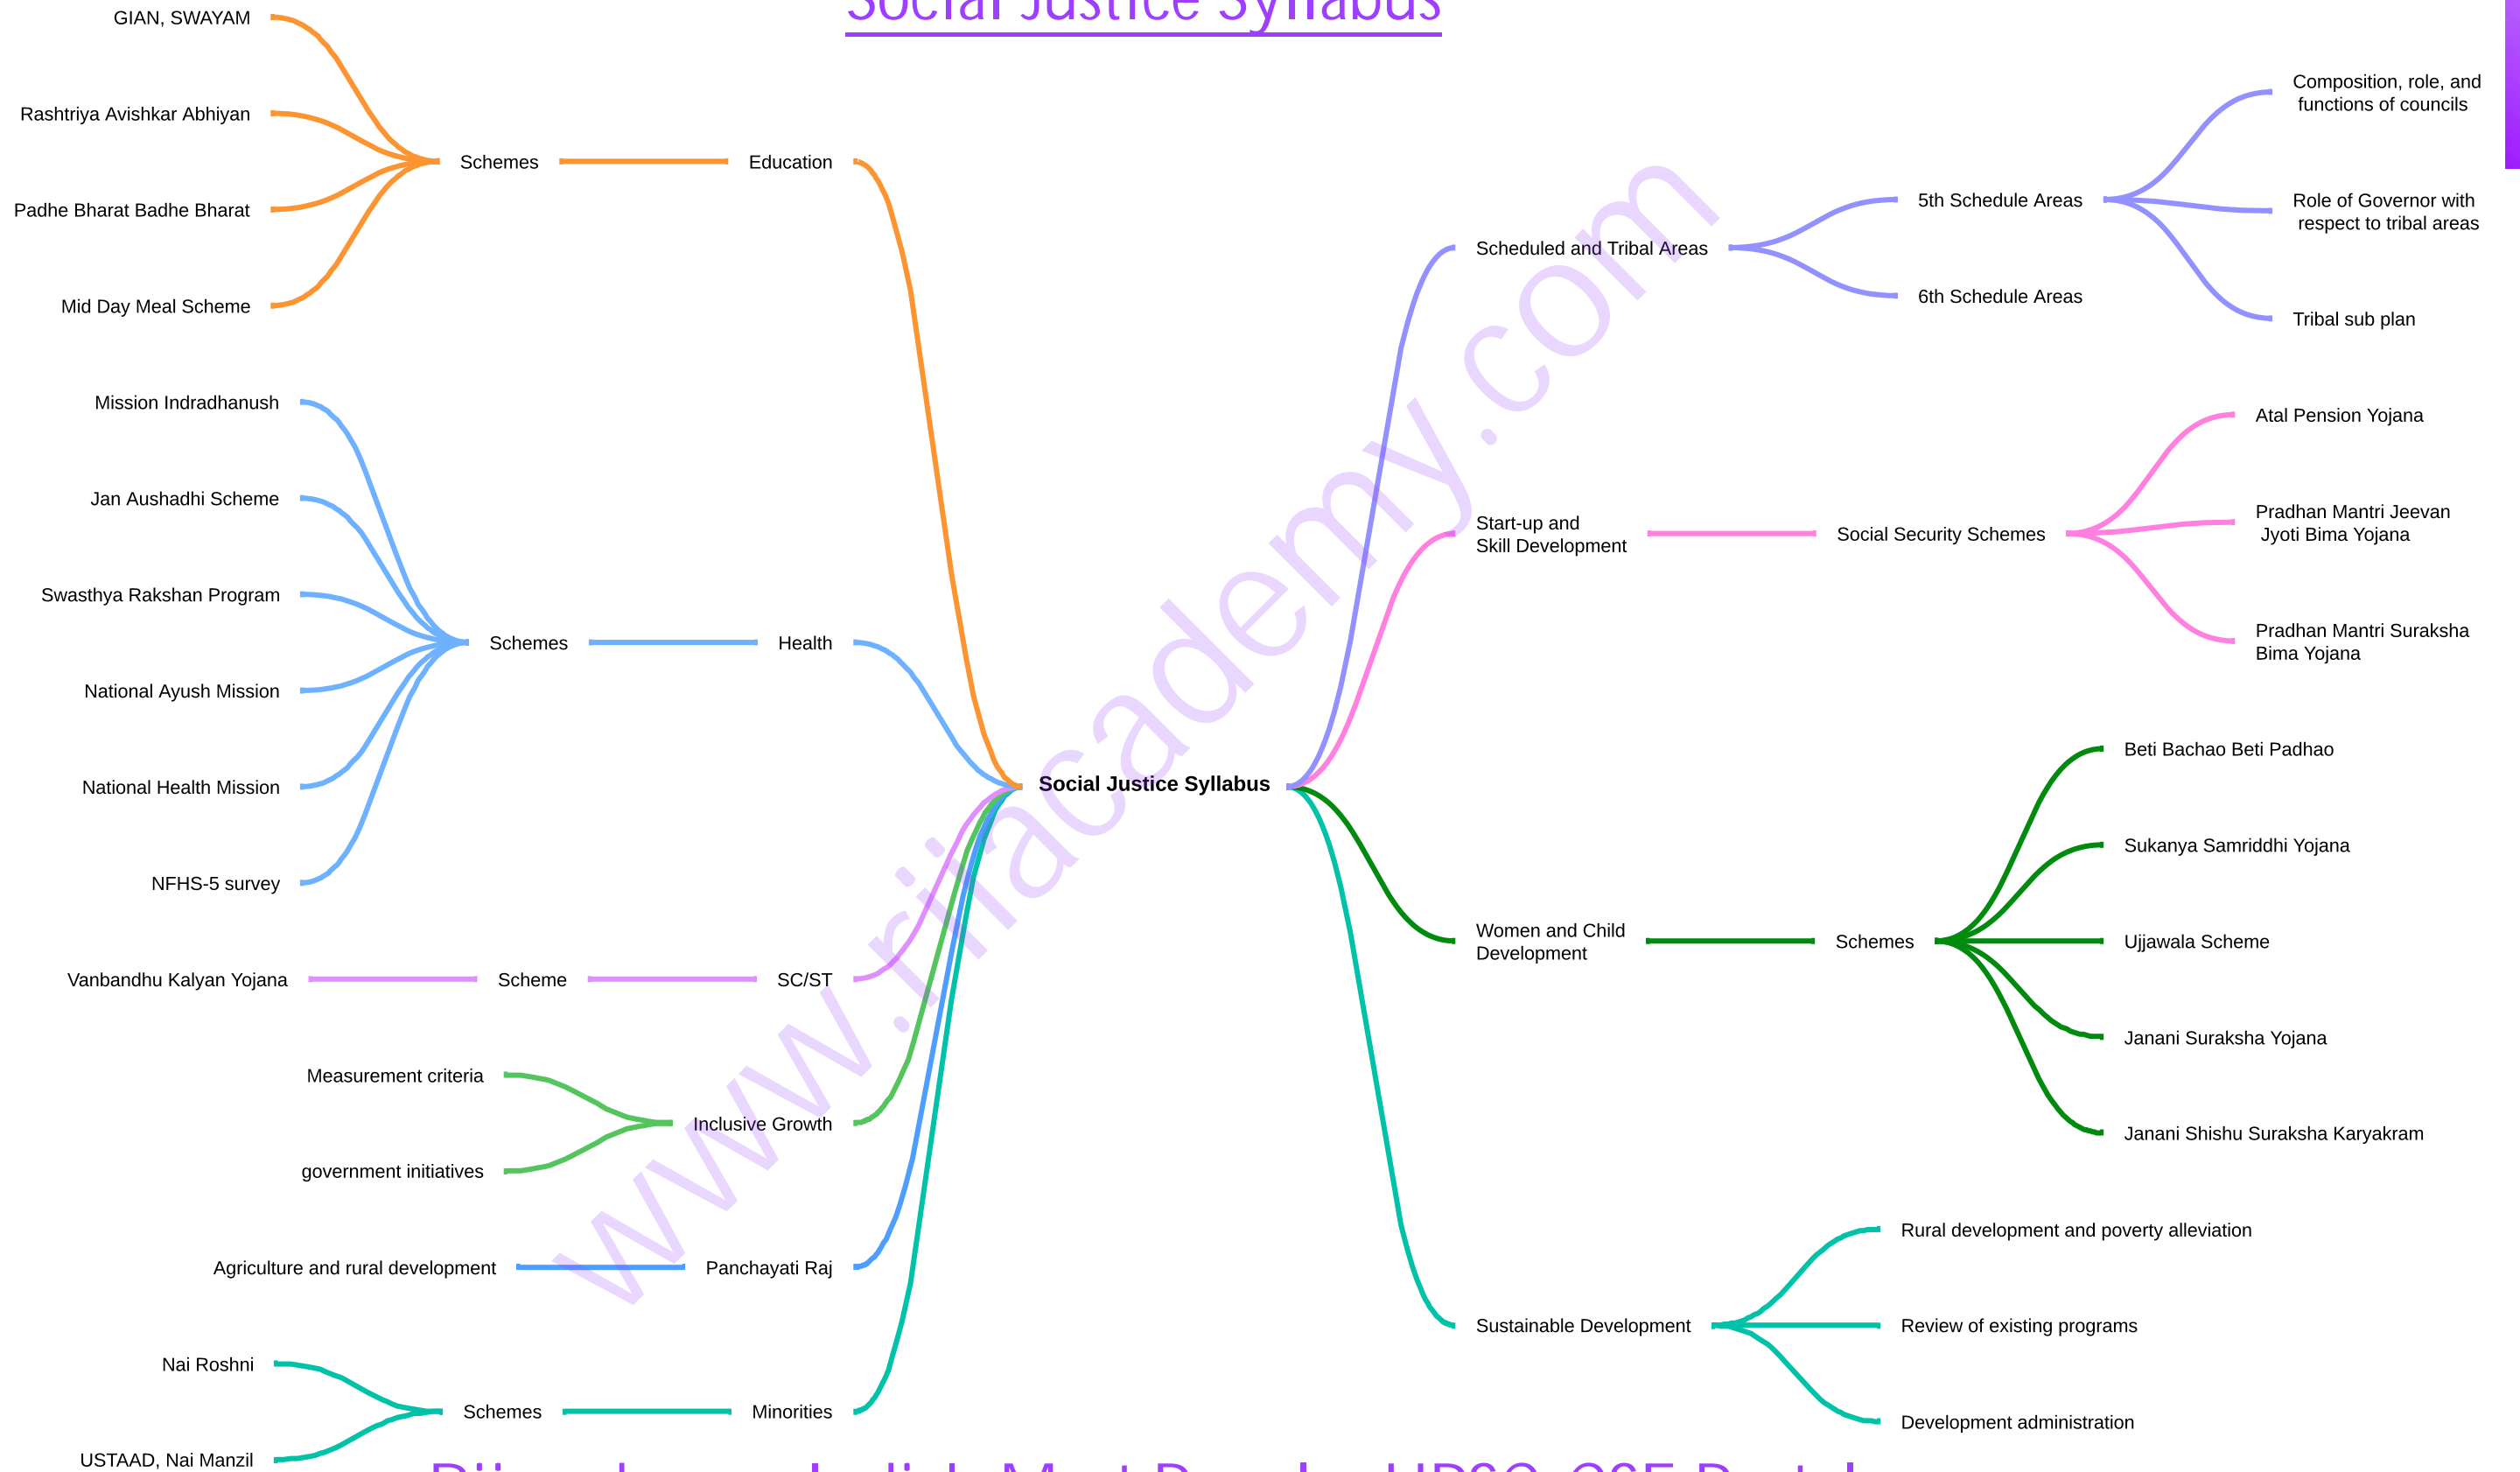 Social Justice Syllabus
GIAN, SWAYAM
Rashtriya Avishkar Abhiyan
Padhe Bharat Badhe Bharat
Mid Day Meal Scheme
Schemes
Education
Mission Indradhanush
Jan Aushadhi Scheme
Swasthya Rakshan Program
National Ayush Mission
National Health Mission
NFHS-5 survey
Schemes
Health
Vanbandhu Kalyan Yojana
Scheme
SC/ST
Measurement criteria
government initiatives
Inclusive Growth
Agriculture and rural development
Panchayati Raj
Nai Roshni
USTAAD, Nai Manzil
Schemes
Minorities
Social Justice Syllabus
Scheduled and Tribal Areas
5th Schedule Areas
6th Schedule Areas
Composition, role, and
functions of councils
Role of Governor with
respect to tribal areas
Tribal sub plan
Start-up and
Skill Development
Social Security Schemes
Atal Pension Yojana
Pradhan Mantri Jeevan
Jyoti Bima Yojana
Pradhan Mantri Suraksha
Bima Yojana
Women and Child
Development
Schemes
Beti Bachao Beti Padhao
Sukanya Samriddhi Yojana
Ujjawala Scheme
Janani Suraksha Yojana
Janani Shishu Suraksha Karyakram
Sustainable Development
Rural development and poverty alleviation
Review of existing programs
Development administration
www.rijacademy.com